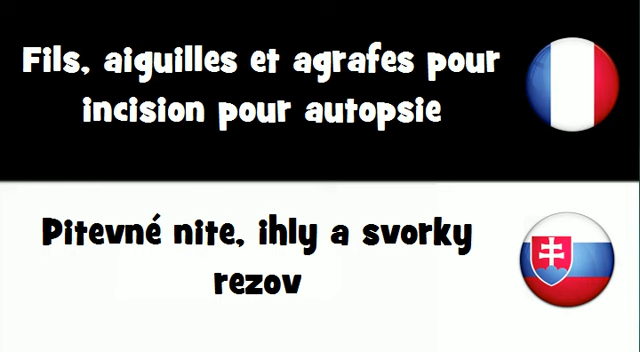 Fils, aiguilles et agrafes pour
incision pour autopsie
Pitevné nite, ihly a svorky
rezov